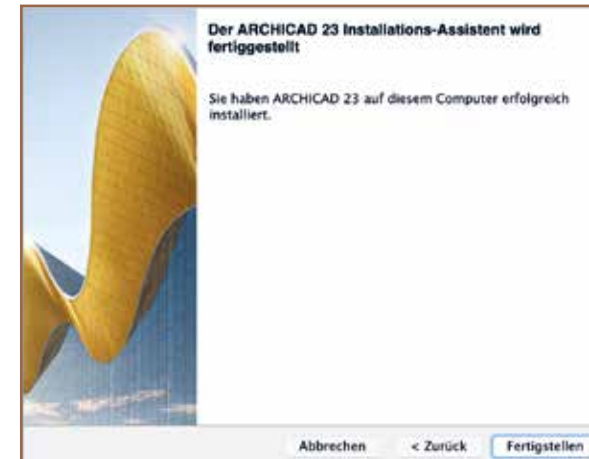 Der ARCHICAD 23 Installations-Assistent wird
fertiggestellt
Sie haben ARCHICAD 23 auf diesem Computer erfolgreich
installiert.
Abbrechen
< Zurück
Fertigstellen